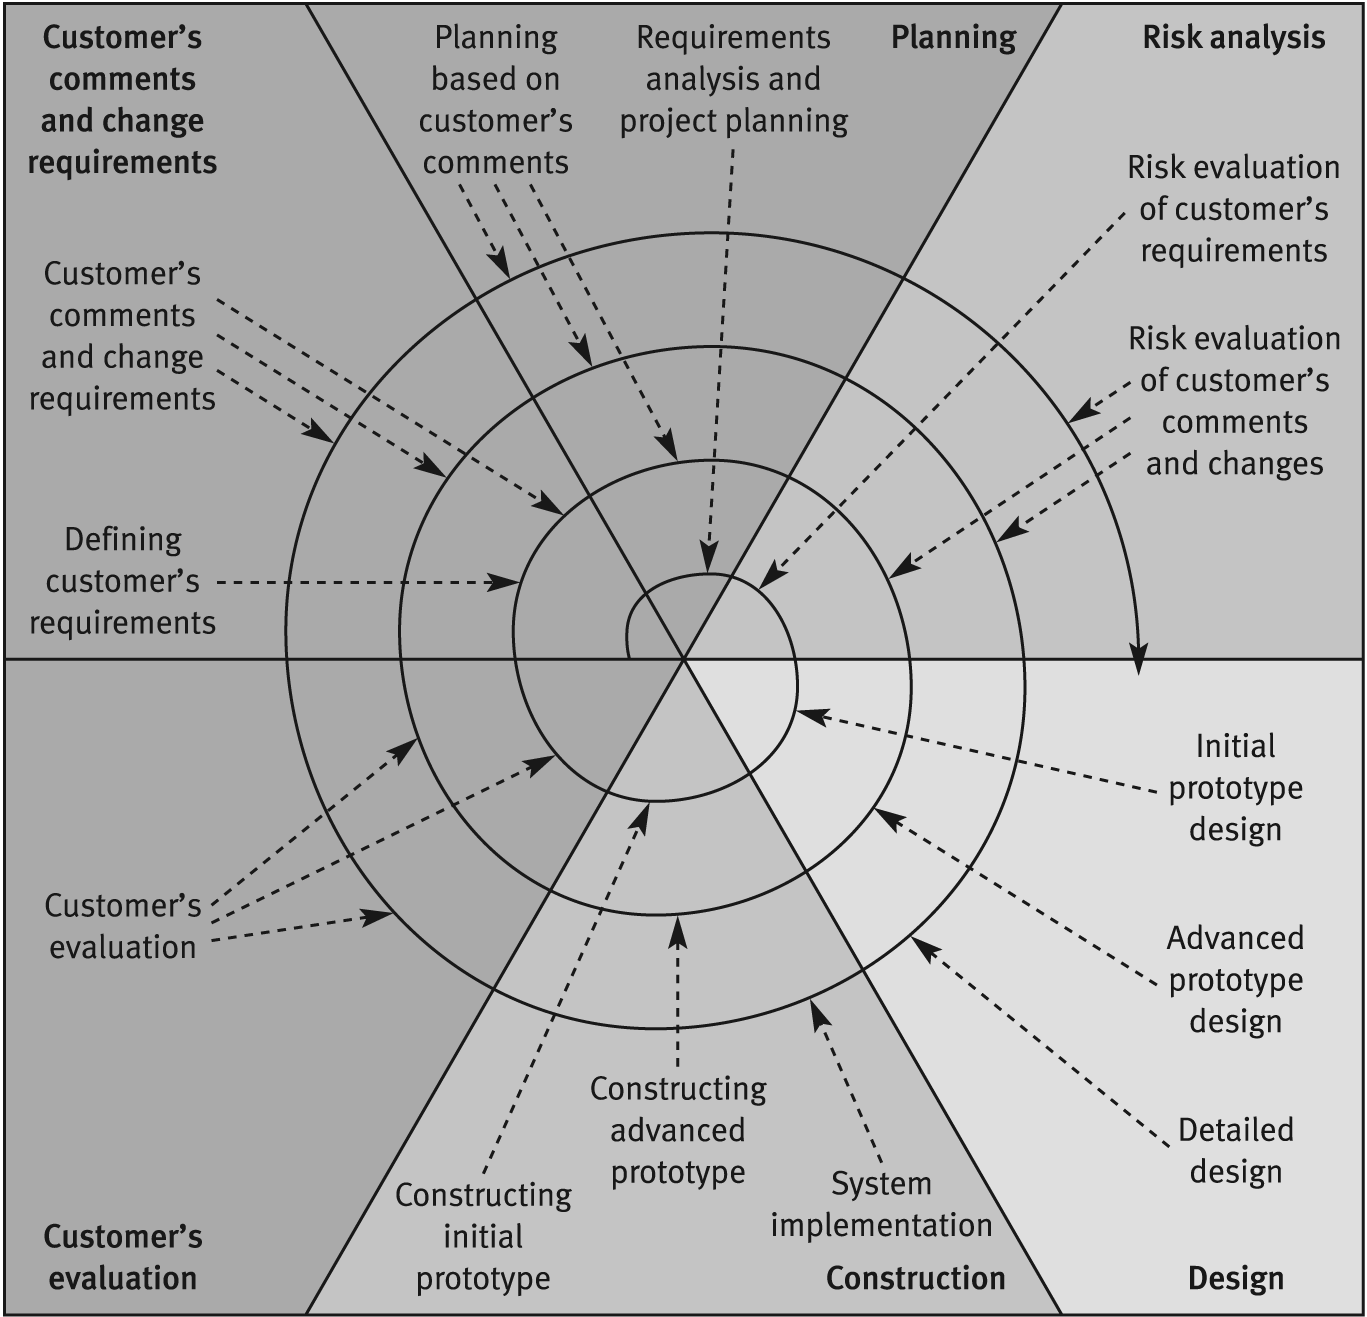 Customer's
comments
and change
requirements
Planning
based on
customer's
comments
Requirements
analysis and
project planning
Planning
Risk analysis
Risk evaluation
of customer's
requirements
Customer's
comments
and change
requirements
Risk evaluation
of customer's
comments
and changes
Defining
customer's
requirements
Initial
prototype
design
Customer's
evaluation
Advanced
prototype
design
Constructing
advanced
prototype
Detailed
design
Constructing
initial
prototype
System
implementation
Customer's
evaluation
Construction
Design